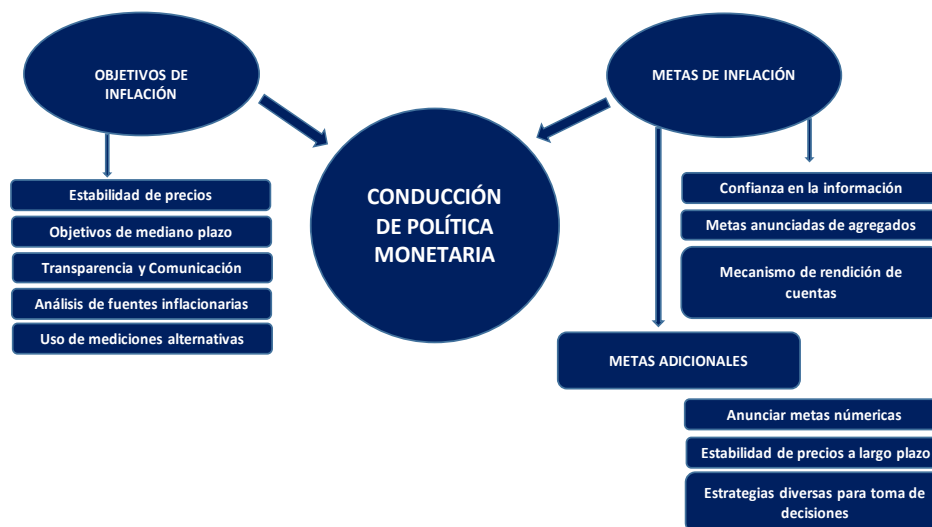 OBJETIVOS DE
INFLACIÓN
Estabilidad de precios
Objetivos de mediano plazo
Transparencia y Comunicación
Análisis de fuentes inflacionarias
Uso de mediciones alternativas
CONDUCCIÓN
DE POLÍTICA
MONETARIA
METAS DE INFLACIÓN
Confianza en la información
Metas anunciadas de agregados
Mecanismo de rendición de
cuentas
METAS ADICIONALES
Anunciar metas númericas
Estabilidad de precios a largo plazo
Estrategias diversas para toma de
decisiones